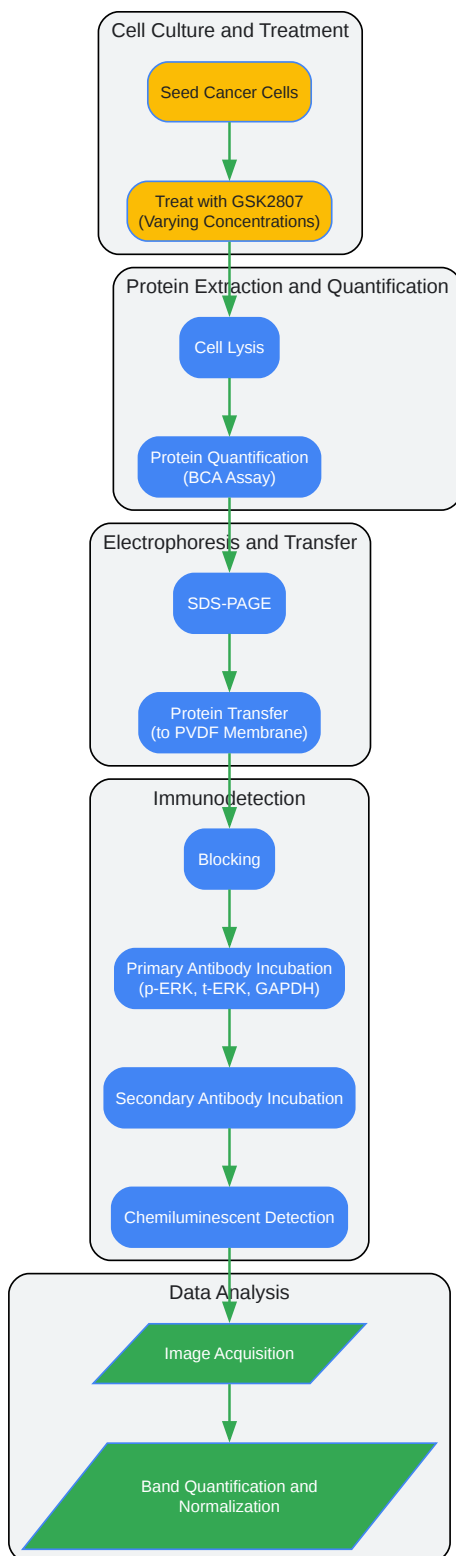 Cell Culture and Treatment
Seed Cancer Cells
Treat with GSK2807
(Varying Concentrations)
Protein Extraction and Quantification
Cell Lysis
Protein Quantification
(BCA Assay)
Electrophoresis and Transfer
SDS-PAGE
Protein Transfer
(to PVDF Membrane)
Immunodetection
Blocking
Primary Antibody Incubation
(p-ERK, t-ERK, GAPDH)
Secondary Antibody Incubation
Chemiluminescent Detection
Data Analysis
Image Acquisition
Band Quantification and
Normalization